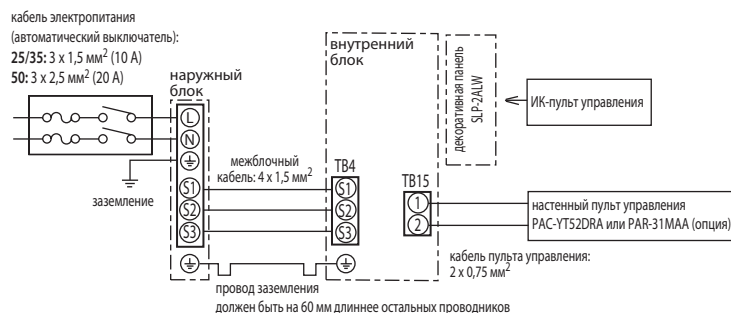 кабель электропитания
(автоматический выключатель):
25/35: 3 x 1,5 мм² (10 А)
50: 3 x 2,5 мм² (20 А)
наружный
блок
внутренний
блок
декоративная панель
SLP-2ALW
ИК-пульт управления
L
N
заземление
S1
S2
S3
межблочный
кабель: 4 x 1,5 мм²
TB4
S1
S2
S3
TB15
1
2
настенный пульт управления
PAC-YT52DRA или PAR-31MAA (опция)
кабель пульта управления:
2 x 0,75 мм²
провод заземления
должен быть на 60 мм длиннее остальных проводников